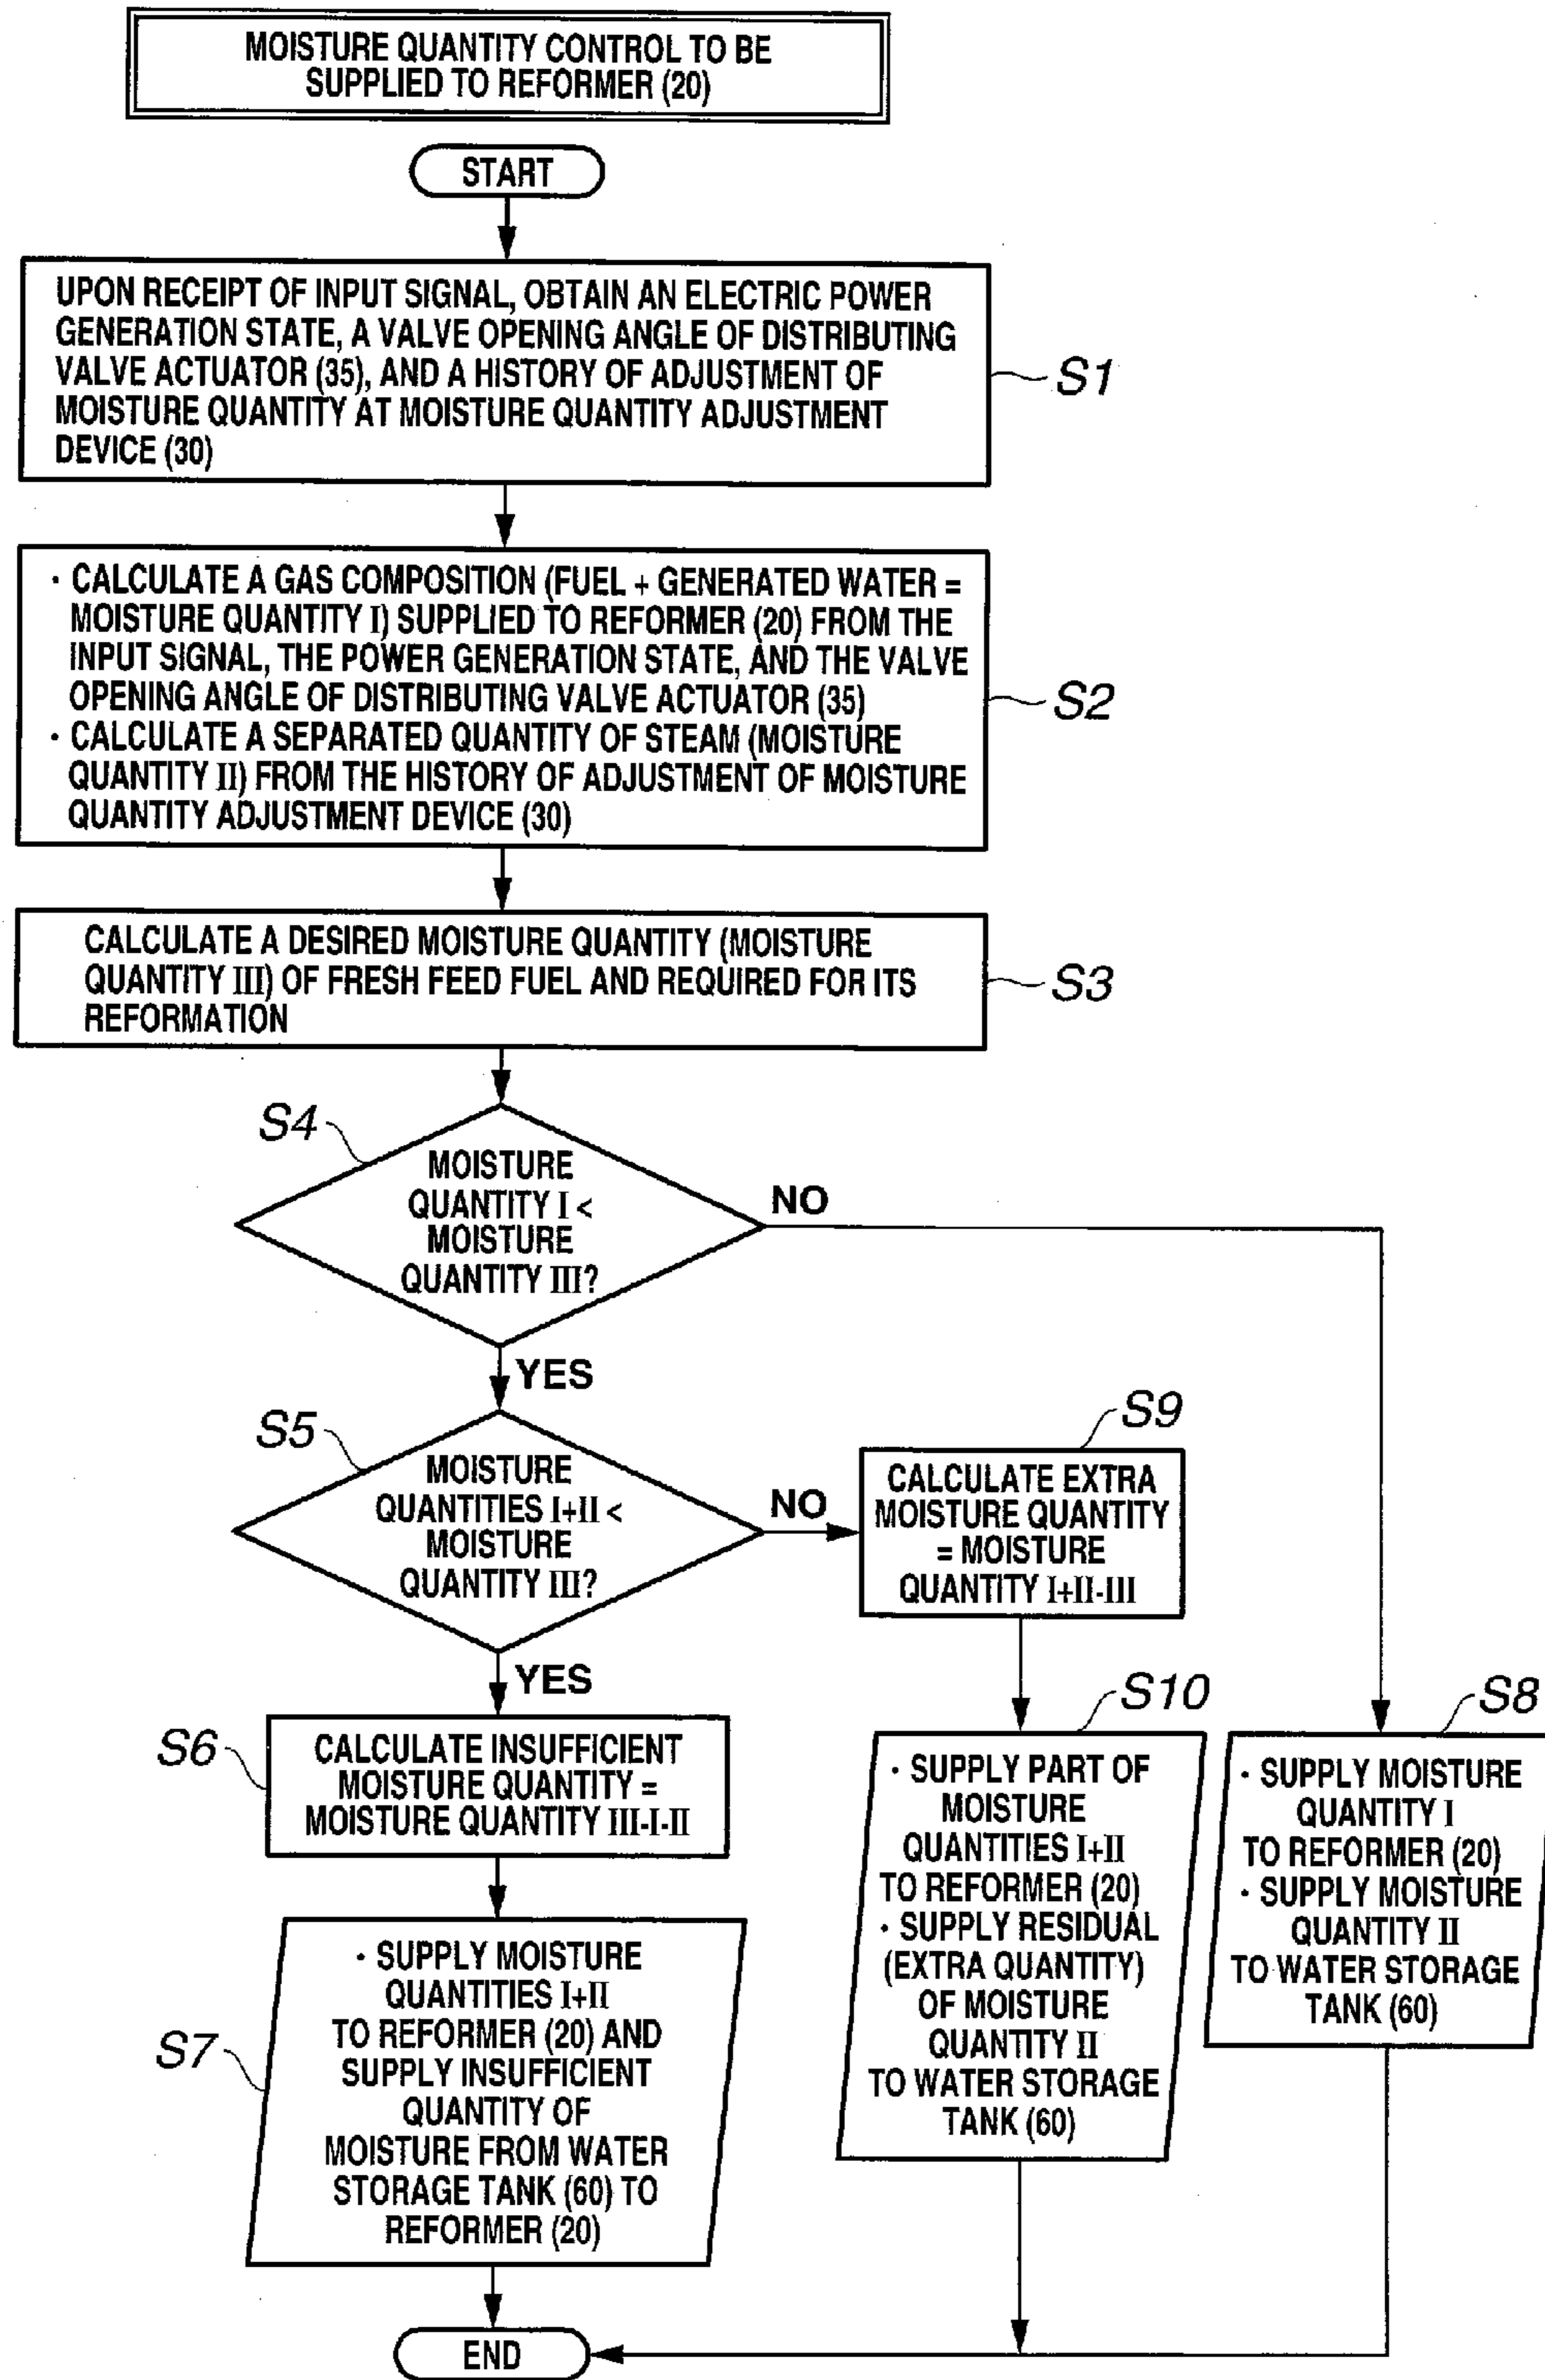 MOISTURE QUANTITY CONTROL TO BE
SUPPLIED TO REFORMER (20)
START
UPON RECEIPT OF INPUT SIGNAL, OBTAIN AN ELECTRIC POWER
GENERATION STATE, A VALVE OPENING ANGLE OF DISTRIBUTING
VALVE ACTUATOR (35), AND A HISTORY OF ADJUSTMENT OF
MOISTURE QUANTITY AT MOISTURE QUANTITY ADJUSTMENT
DEVICE (30)
S1
· CALCULATE A GAS COMPOSITION (FUEL + GENERATED WATER =
MOISTURE QUANTITY I) SUPPLIED TO REFORMER (20) FROM THE
INPUT SIGNAL, THE POWER GENERATION STATE, AND THE VALVE
OPENING ANGLE OF DISTRIBUTING VALVE ACTUATOR (35)
· CALCULATE A SEPARATED QUANTITY OF STEAM (MOISTURE
QUANTITY II) FROM THE HISTORY OF ADJUSTMENT OF MOISTURE
QUANTITY ADJUSTMENT DEVICE (30)
S2
CALCULATE A DESIRED MOISTURE QUANTITY (MOISTURE
QUANTITY III) OF FRESH FEED FUEL AND REQUIRED FOR ITS
REFORMATION
S3
S4
MOISTURE
QUANTITY I <
MOISTURE
QUANTITY III?
NO
YES
S5
MOISTURE
QUANTITIES I+II <
MOISTURE
QUANTITY III?
NO
YES
S9
CALCULATE EXTRA
MOISTURE QUANTITY
= MOISTURE
QUANTITY I+II-III
S6
CALCULATE INSUFFICIENT
MOISTURE QUANTITY =
MOISTURE QUANTITY III-I-II
S7
· SUPPLY MOISTURE
QUANTITIES I+II
TO REFORMER (20) AND
SUPPLY INSUFFICIENT
QUANTITY OF
MOISTURE FROM WATER
STORAGE TANK (60) TO
REFORMER (20)
S10
· SUPPLY PART OF
MOISTURE
QUANTITIES I+II
TO REFORMER (20)
· SUPPLY RESIDUAL
(EXTRA QUANTITY)
OF MOISTURE
QUANTITY II
TO WATER STORAGE
TANK (60)
S8
· SUPPLY MOISTURE
QUANTITY I
TO REFORMER (20)
· SUPPLY MOISTURE
QUANTITY II
TO WATER STORAGE
TANK (60)
END